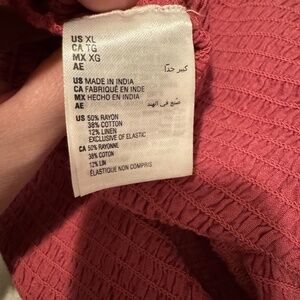 US XL
CA TG
MX XG
AE كبير جدًا
US MADE IN INDIA
CA FABRIQUÉ EN INDE
MX HECHO EN INDIA
AE صنع في الهند
US 50% RAYON
38% COTTON
12% LINEN
EXCLUSIVE OF ELASTIC
CA 50% RAYONNE
38% COTON
12% LIN
ÉLASTIQUE NON COMPRIS